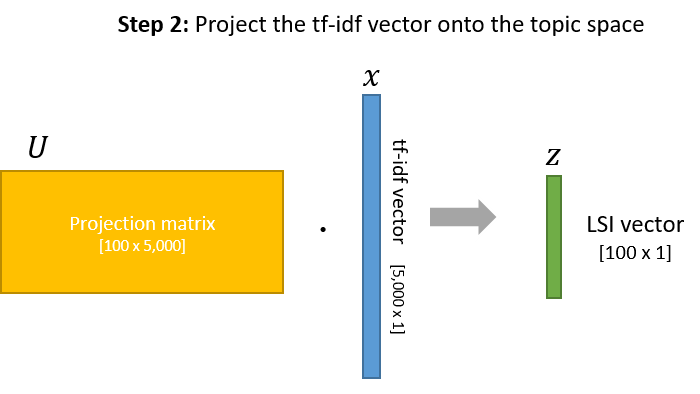 Step 2: Project the tf-idf vector onto the topic space
x
U
z
Projection matrix
[100 x 5,000]
.
tf-idf vector [5,000 x 1]
LSI vector
[100 x 1]